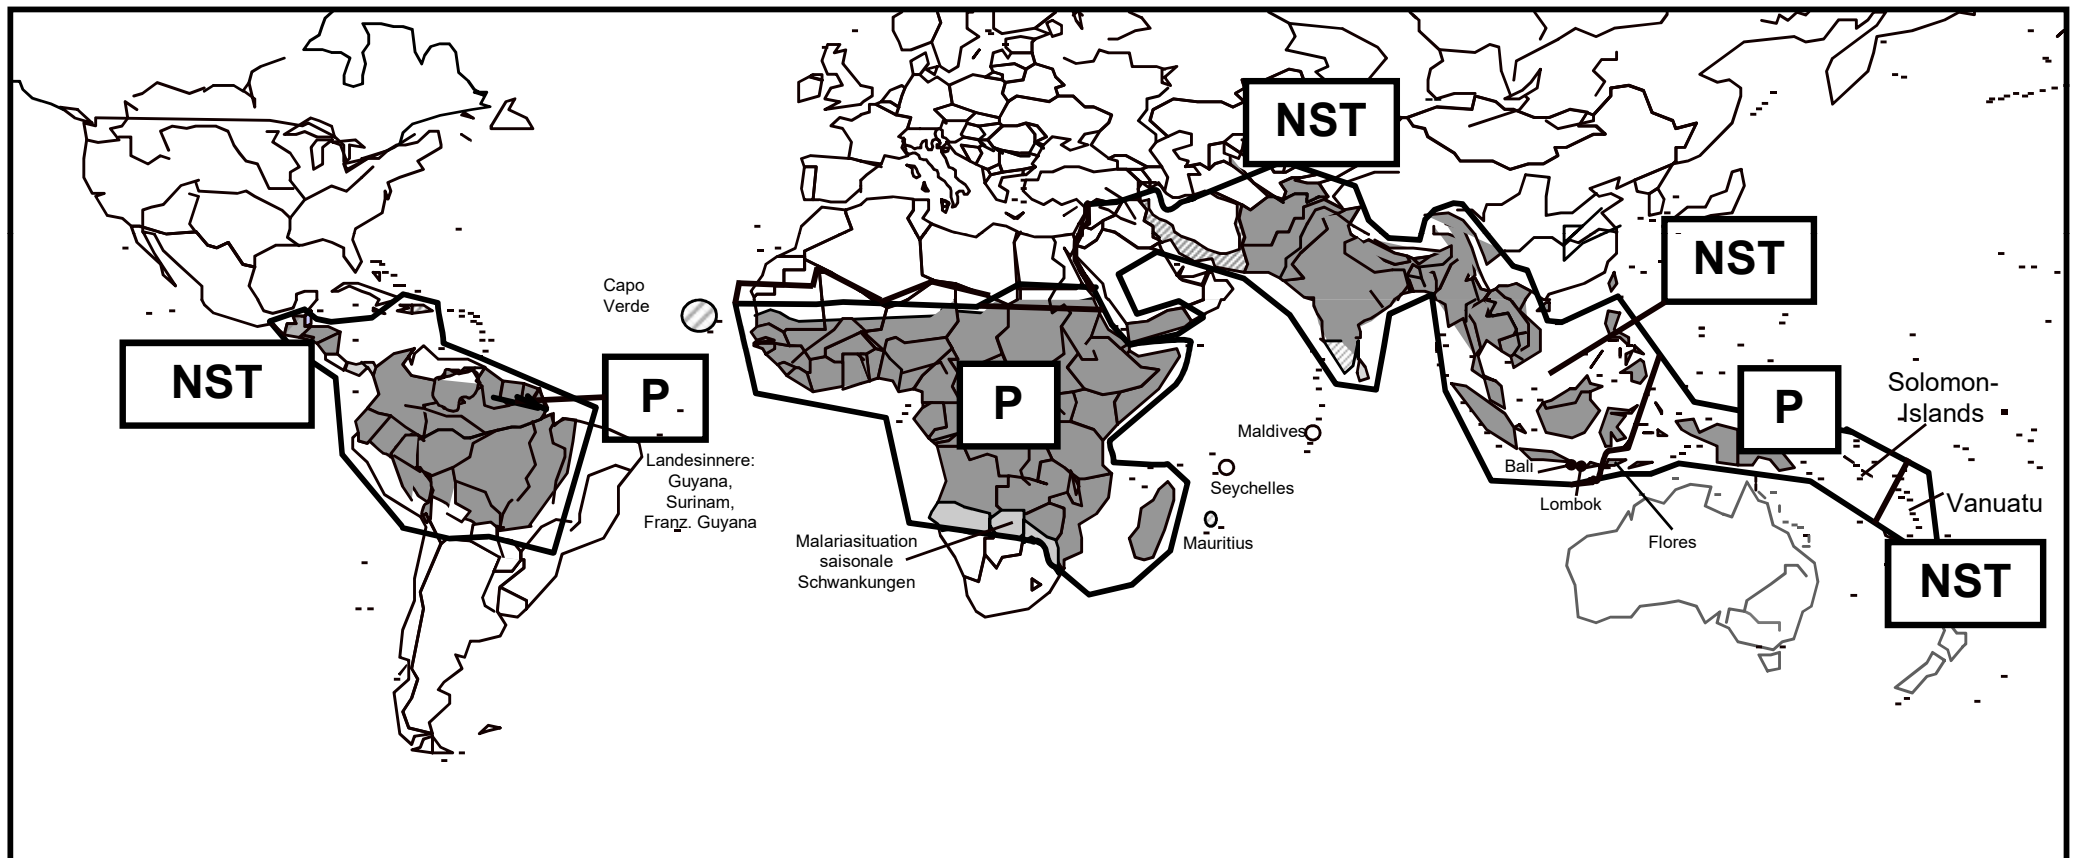 NST
NST
Capo
Verde
NST
P
P
P
Solomon-
Islands
Maldives
Landesinnere:
Guyana,
Surinam,
Franz. Guyana
Bali
Seychelles
Lombok
Vanuatu
Malariasituation
saisonale
Schwankungen
Mauritius
Flores
NST